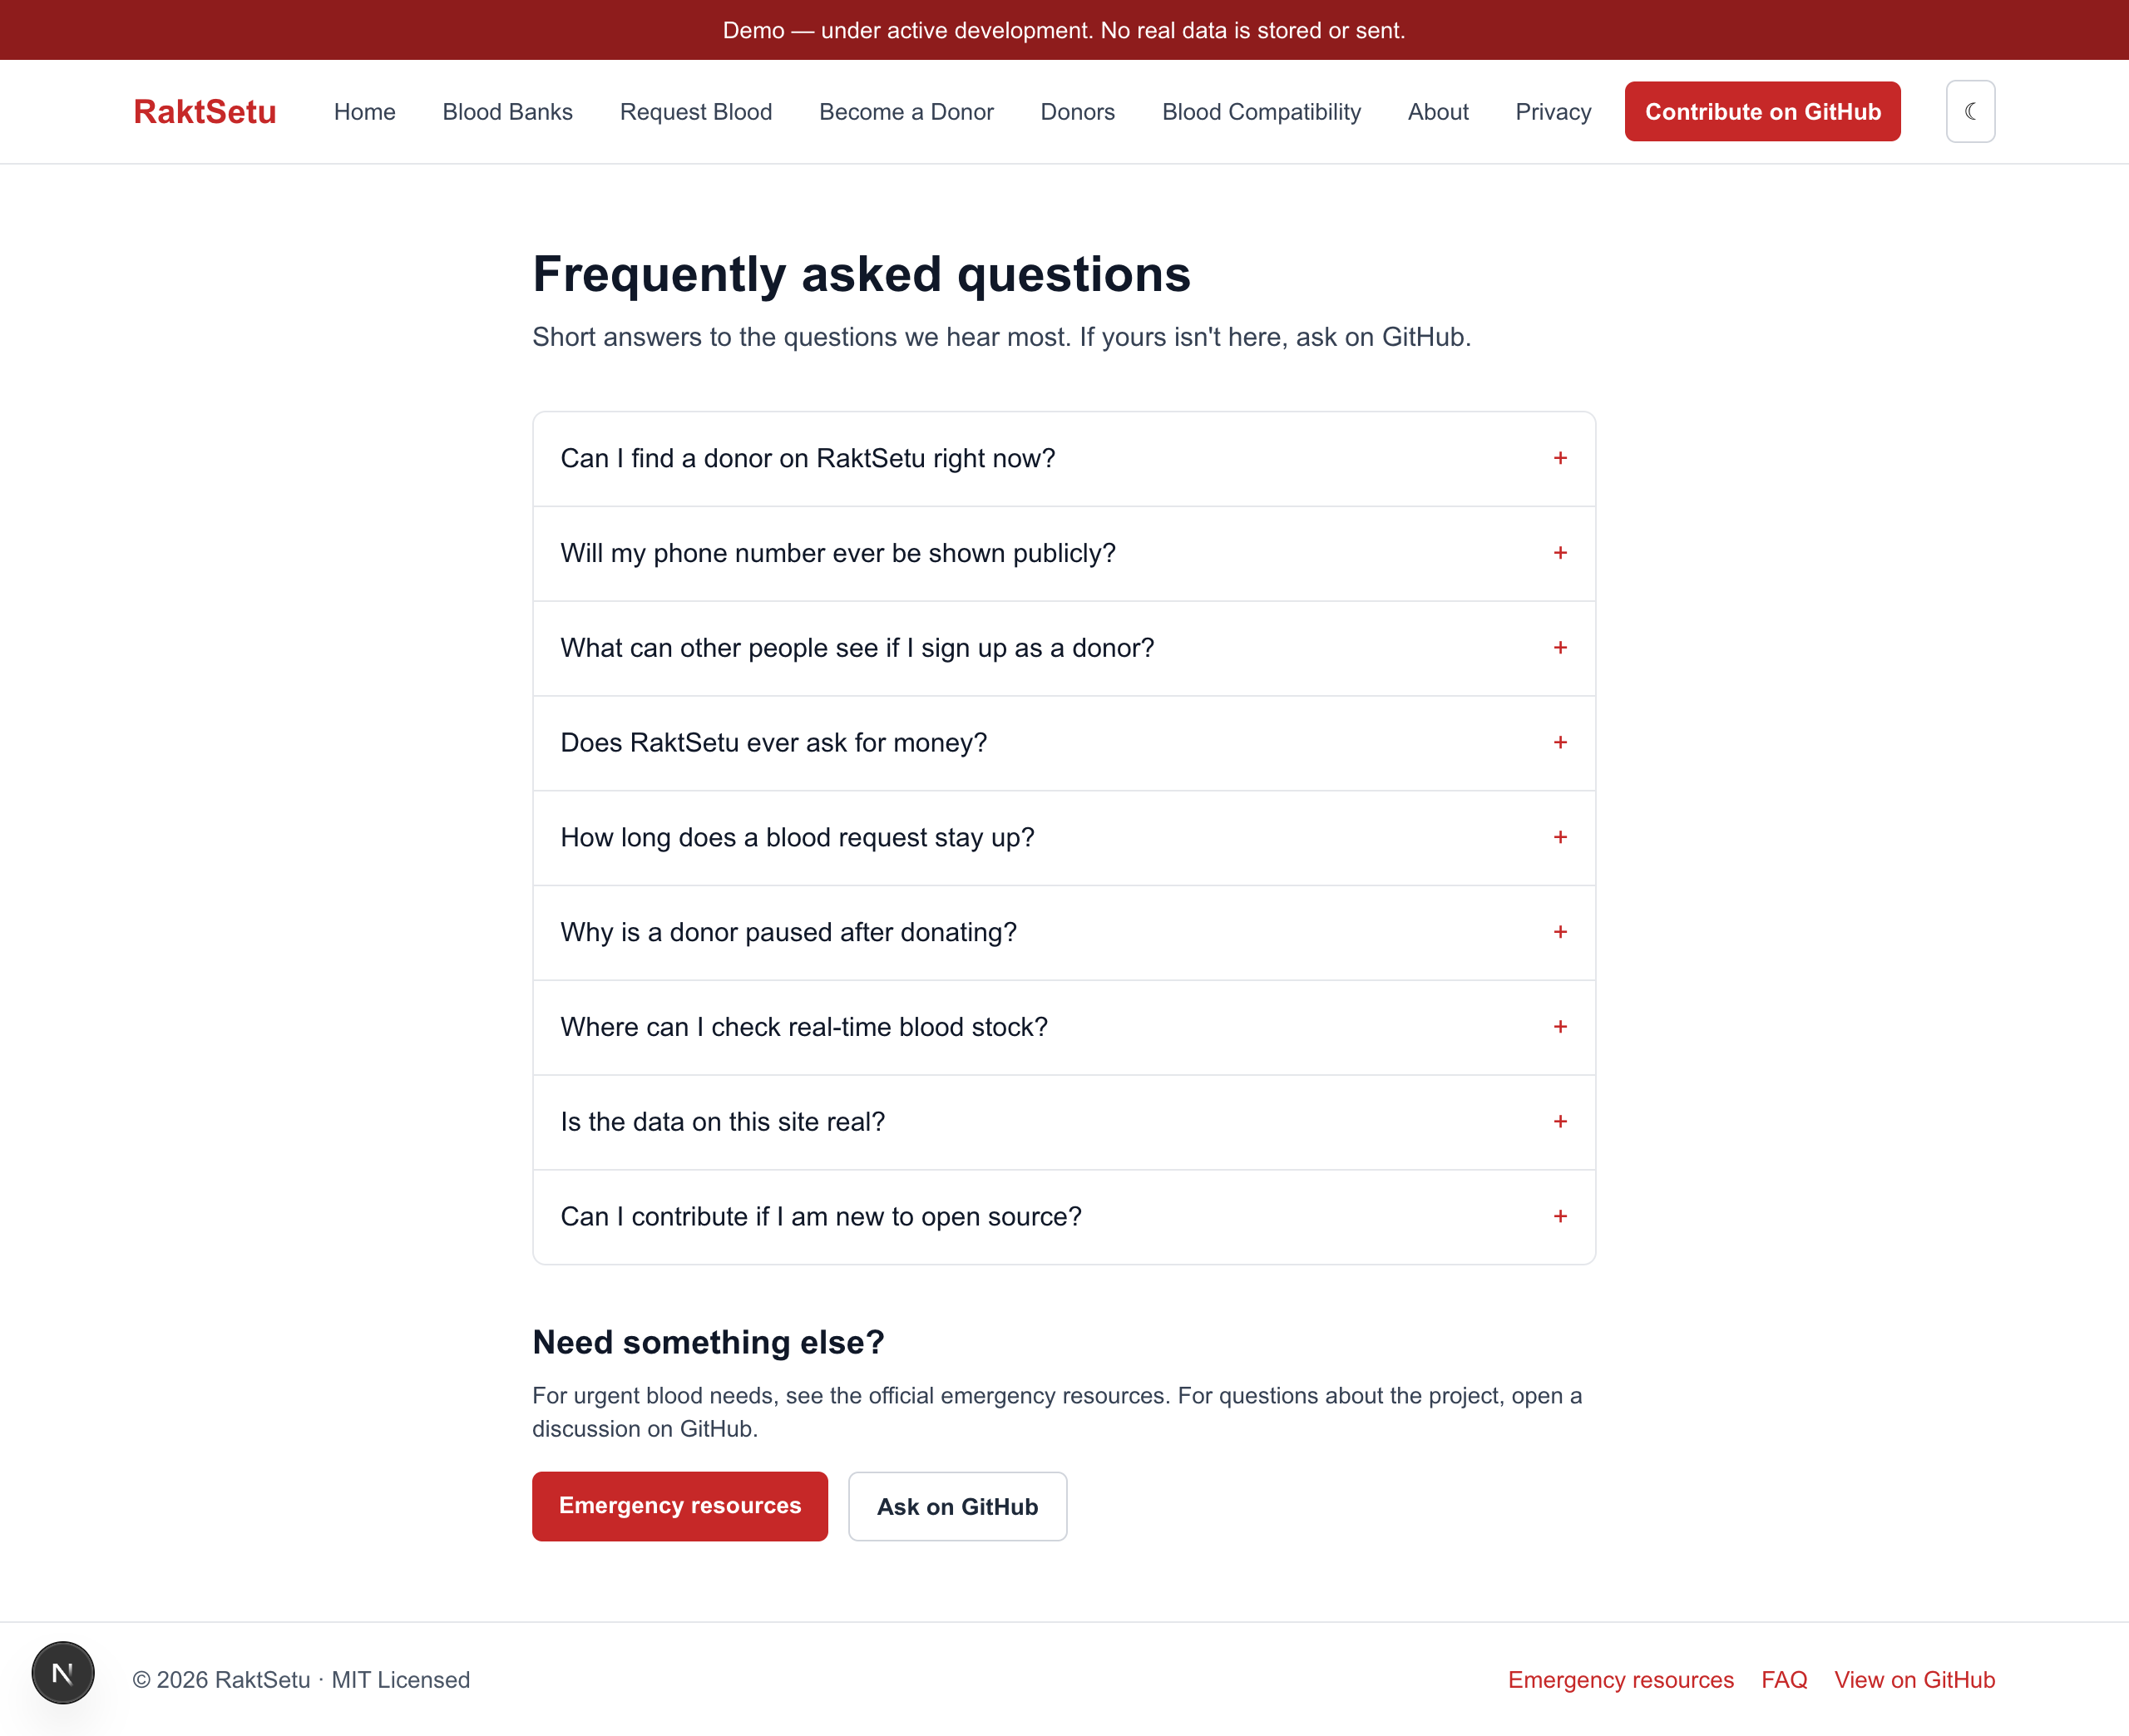 Demo — under active development. No real data is stored or sent.
RaktSetu Home Blood Banks Request Blood Become a Donor Donors Blood Compatibility About Privacy Contribute on GitHub
Frequently asked questions
Short answers to the questions we hear most. If yours isn't here, ask on GitHub.
Can I find a donor on RaktSetu right now? +
Will my phone number ever be shown publicly? +
What can other people see if I sign up as a donor? +
Does RaktSetu ever ask for money? +
How long does a blood request stay up? +
Why is a donor paused after donating? +
Where can I check real-time blood stock? +
Is the data on this site real? +
Can I contribute if I am new to open source? +
Need something else?
For urgent blood needs, see the official emergency resources. For questions about the project, open a
discussion on GitHub.
Emergency resources Ask on GitHub
N © 2026 RaktSetu · MIT Licensed Emergency resources FAQ View on GitHub